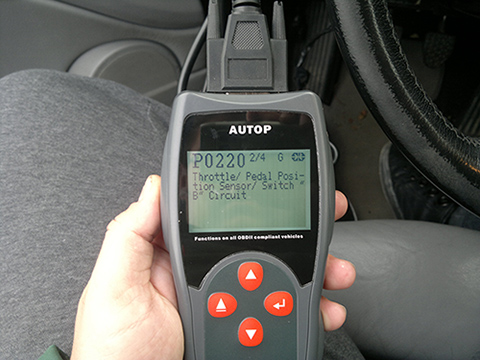 AUTOP
P0220 2/4 G
Throttle/ Pedal Posi-
tion Sensor/ Switch "
B" Circuit
Functions on all OBDII compliant vehicles